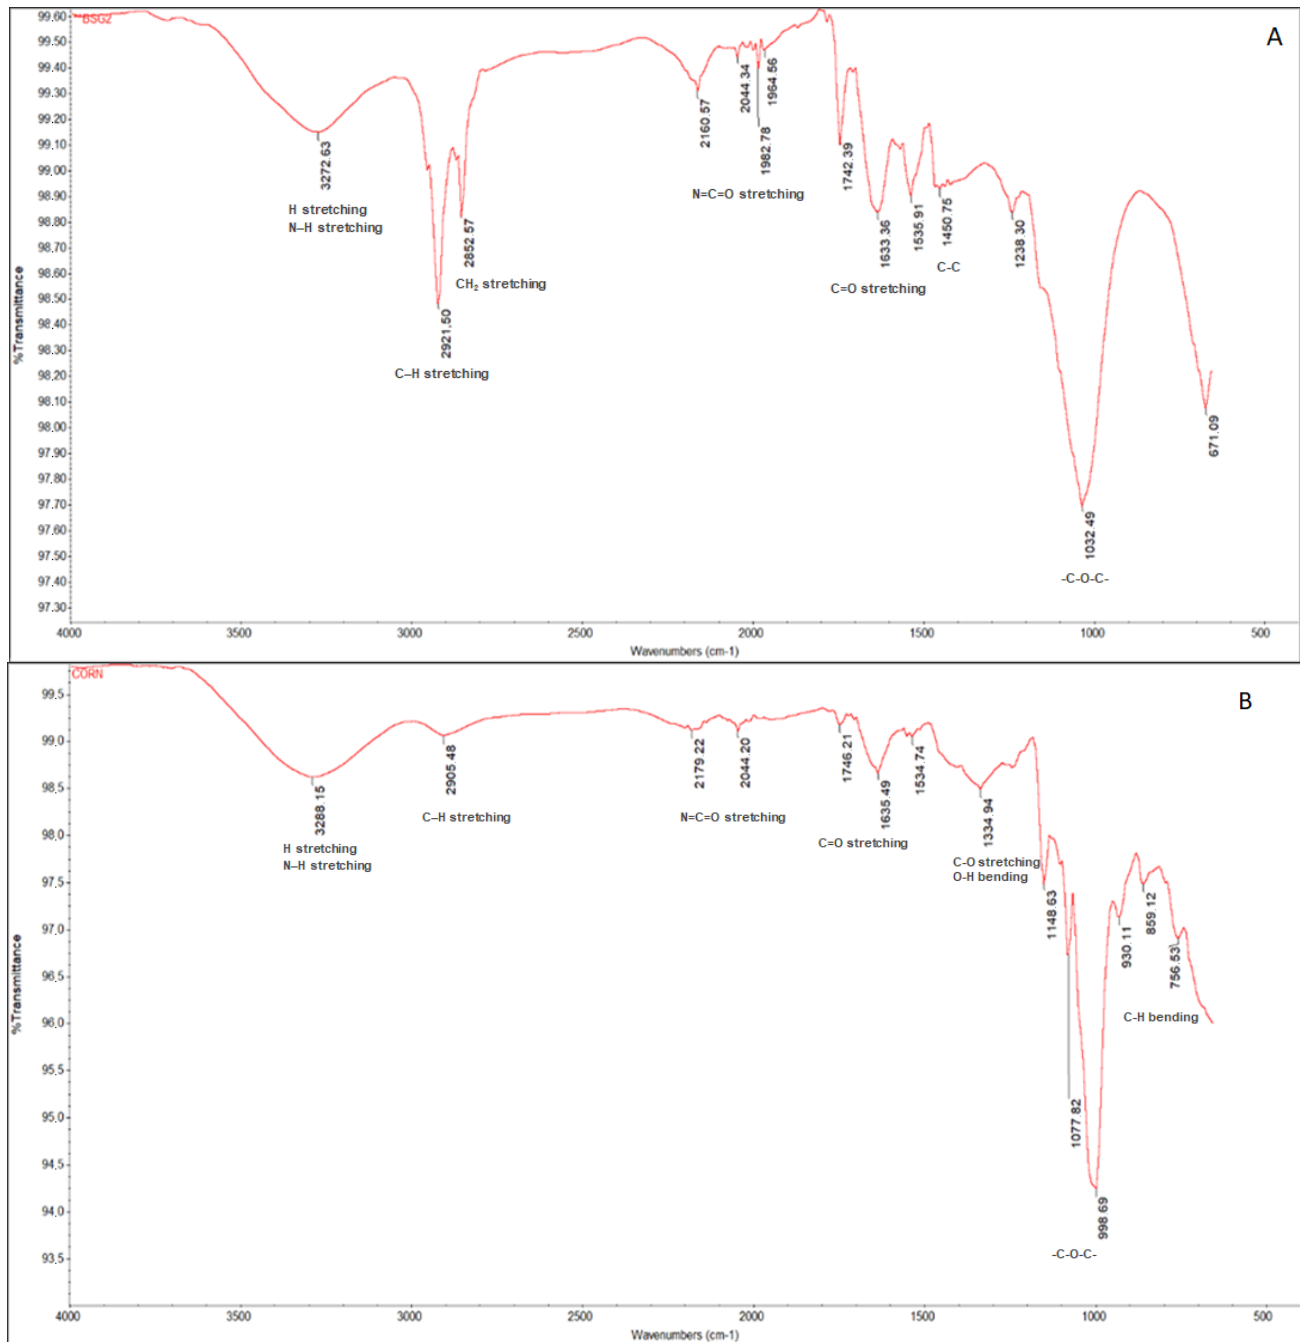 BSG2
A
99.60
99.50
99.40
99.30
99.20
99.10
99.00
98.90
98.80
98.70
98.60
98.50
98.40
98.30
98.20
98.10
98.00
97.90
97.80
97.70
97.60
97.50
97.40
97.30
%Transmittance
3272.63
H stretching
N–H stretching
2921.50
C–H stretching
2852.57
CH₂ stretching
2160.57
2044.34
1982.78
1964.56
N=C=O stretching
1742.39
1633.36
C=O stretching
1535.91
1450.75
C-C
1238.30
1032.49
-C-O-C-
671.09
4000 3500 3000 2500 2000 1500 1000 500
Wavenumbers (cm-1)
CORN
B
99.5
99.0
98.5
98.0
97.5
97.0
96.5
96.0
95.5
95.0
94.5
94.0
93.5
%Transmittance
3288.15
H stretching
N–H stretching
2905.48
C–H stretching
2179.22
2044.20
N=C=O stretching
1746.21
1635.49
C=O stretching
1534.74
1334.94
C-O stretching
O-H bending
1148.63
1077.82
998.69
-C-O-C-
930.11
859.12
756.53
C-H bending
4000 3500 3000 2500 2000 1500 1000 500
Wavenumbers (cm-1)